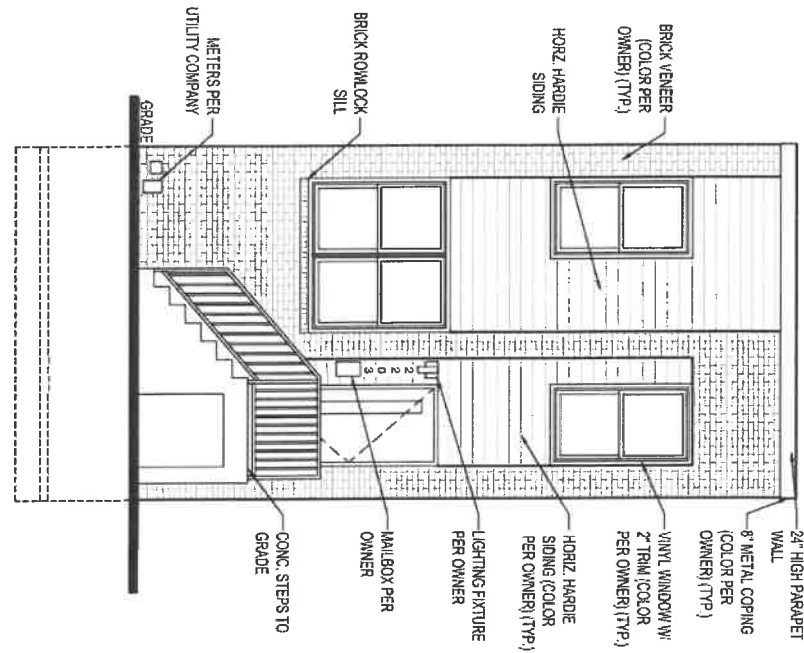 BRICK VENEER
(COLOR PER
OWNER) (TYP.)
HORZ. HARDIE
SIDING
BRICK ROWLOCK
SILL
METERS PER
UTILITY COMPANY
GRADE
2
2
0
3
24" HIGH PARAPET
WALL
8" METAL COPING
(COLOR PER
OWNER) (TYP.)
VINYL WINDOW W/
2" TRIM (COLOR
PER OWNER) (TYP.)
HORIZ. HARDIE
SIDING (COLOR
PER OWNER) (TYP.)
LIGHTING FIXTURE
PER OWNER
MAILBOX PER
OWNER
CONC. STEPS TO
GRADE